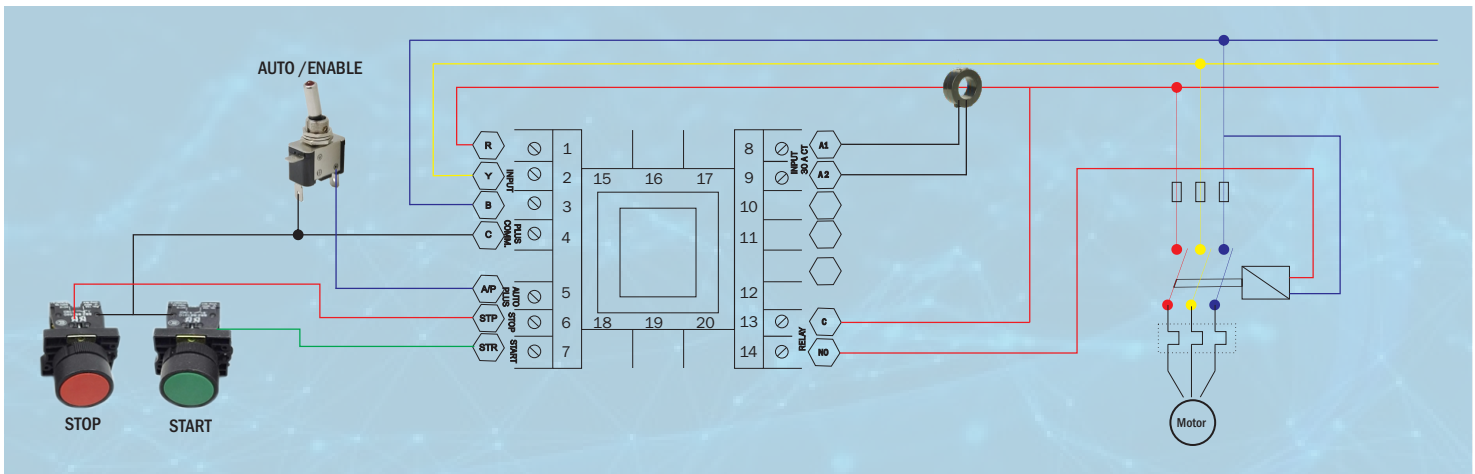 AUTO /ENABLE
R
Y
B
C
A/P
STP
STR
INPUT
PLUS
COMM.
AUTO
PLUS
STOP
START
1
2
3
4
5
6
7
15 16 17
18 19 20
8
9
10
11
12
13
14
INPUT
30 A CT
RELAY
A1
A2
C
NO
STOP
START
Motor